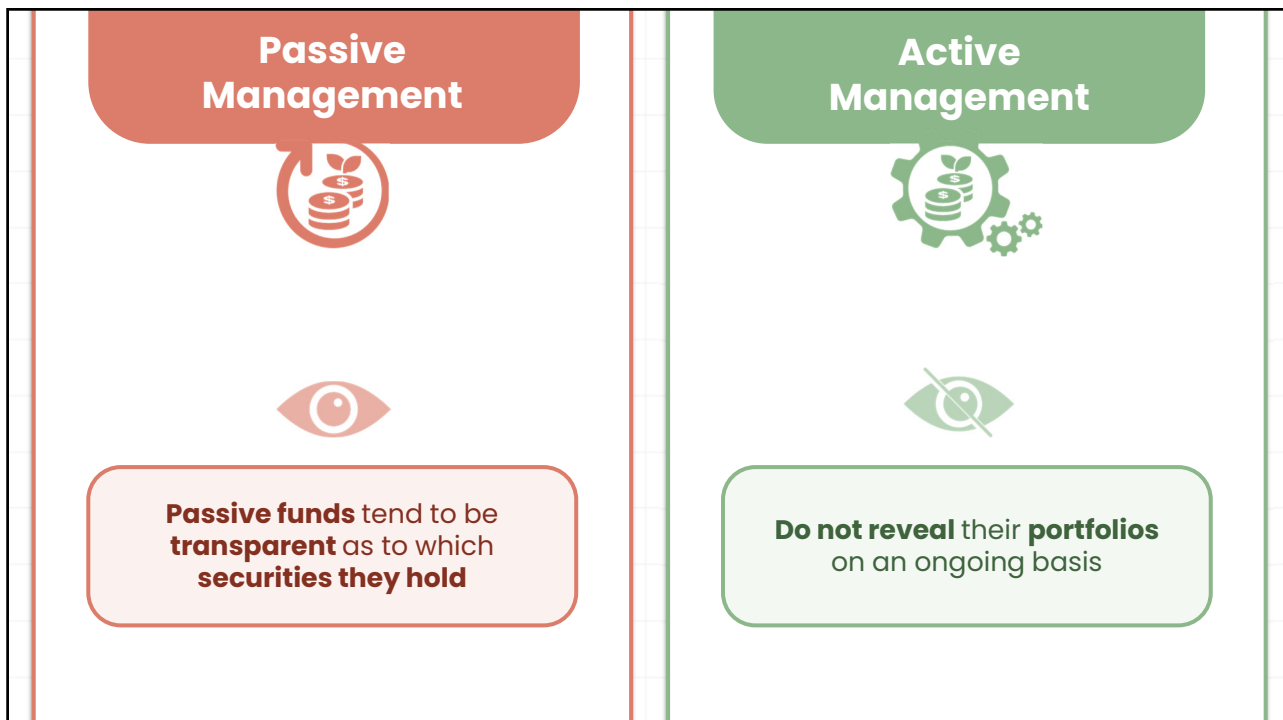 Passive
Management
Active
Management
$
$
$
$
Passive funds tend to be
transparent as to which
securities they hold
Do not reveal their portfolios
on an ongoing basis